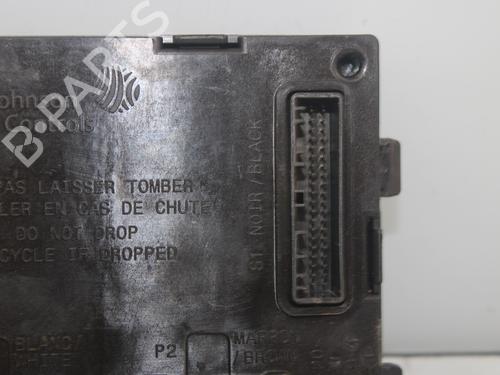 Controls
PAS LAISSER TOMBER
LER EN CAS DE CHUTE
DO NOT DROP
CYCLE IF DROPPED
S1 NOIR/BLACK
BLANC/
WHITE
P2
MARRON
/BROWN
B-PARTS